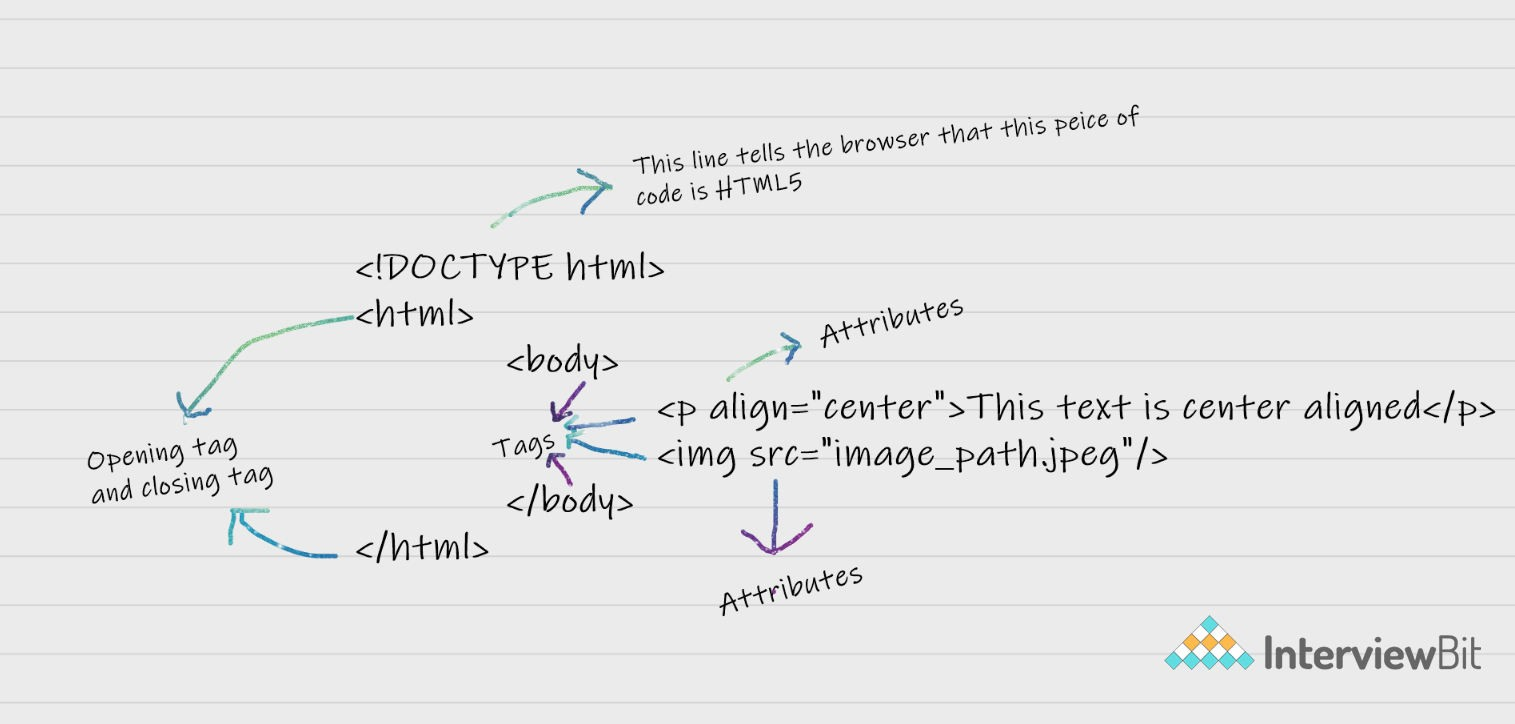 This line tells the browser that this peice of
code is HTML5
<!DOCTYPE html>
<html>
Attributes
<body>
<p align="center">This text is center aligned</p>
Tags
<img src="image_path.jpeg"/>
Opening tag
and closing tag
</body>
</html>
Attributes
InterviewBit